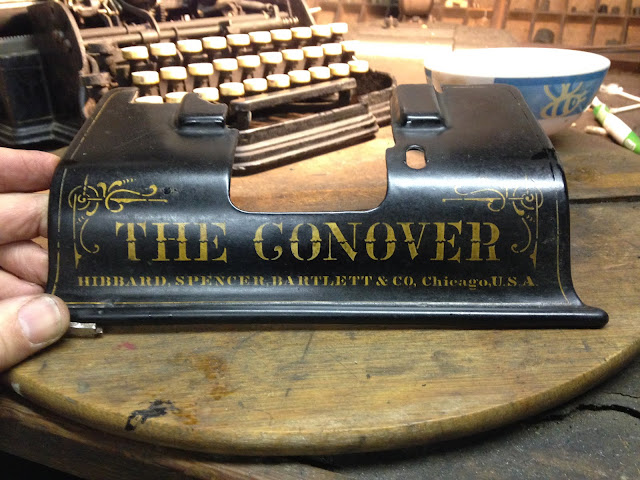 THE CONOVER
HIBBARD, SPENCER, BARTLETT & CO, Chicago, U.S.A.